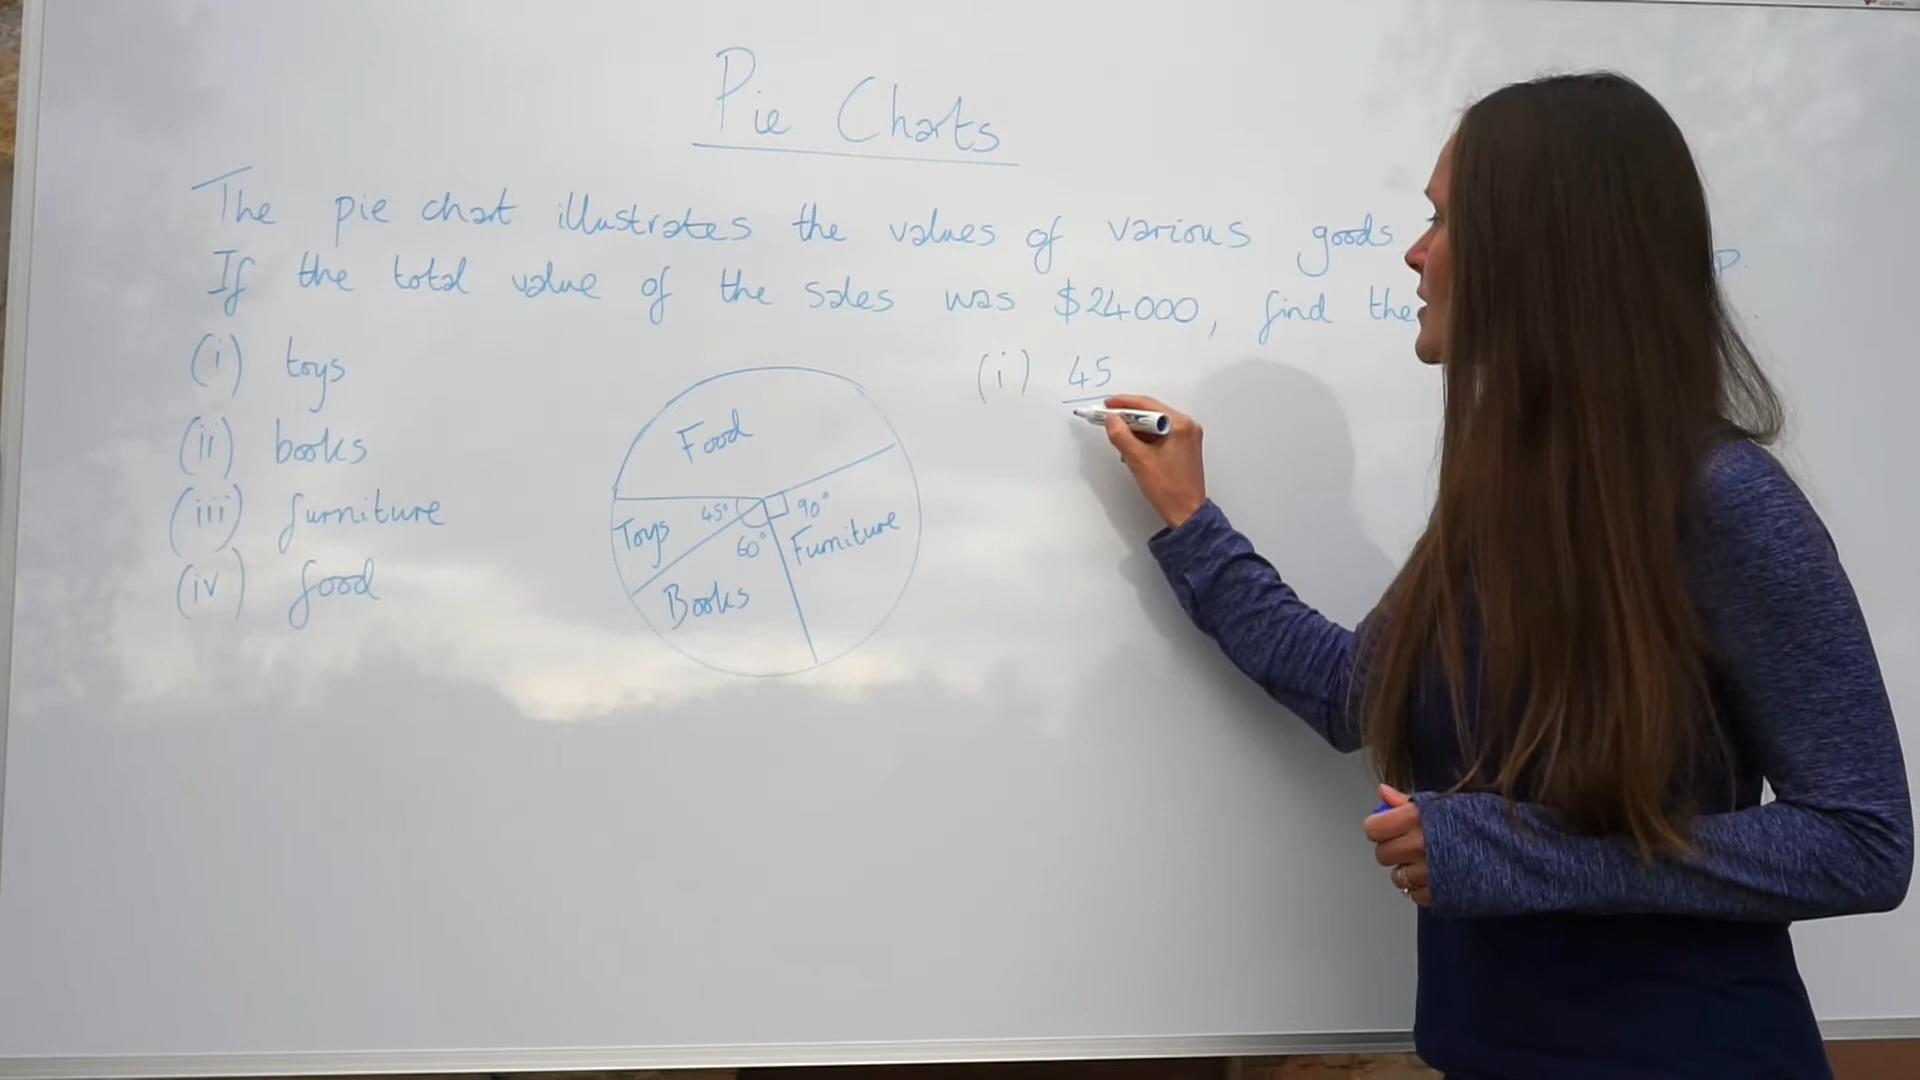 Pie Charts
The pie chart illustrates the values of various goods
If the total value of the sales was $24000, find the
(i) toys
(ii) books
(iii) furniture
(iv) food
Food
Toys 45°
60°
Books
90°
Furniture
(i) 45